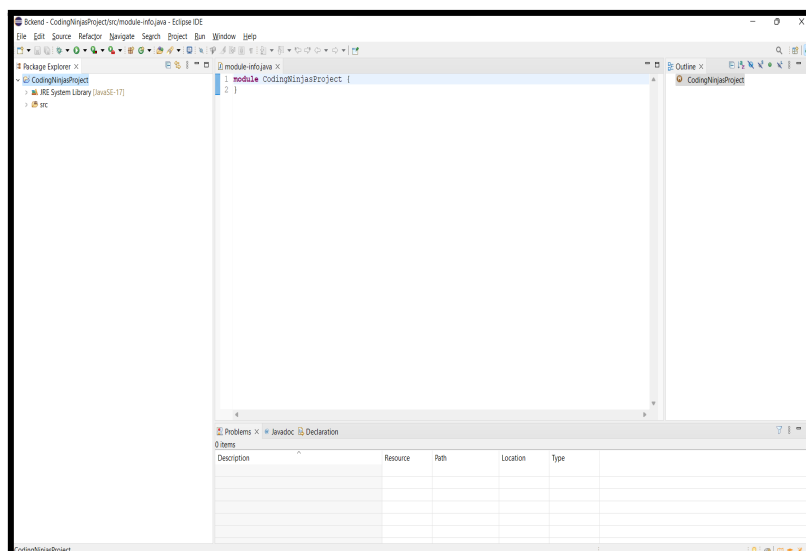 Bckend - CodingNinjasProject/src/module-info.java - Eclipse IDE
File Edit Source Refactor Navigate Search Project Run Window Help
Package Explorer
CodingNinjasProject
JRE System Library [JavaSE-17]
src
module-info.java
1 module CodingNinjasProject {
2 }
Outline
CodingNinjasProject
Problems Javadoc Declaration
0 items
Description Resource Path Location Type
CodingNinjasProject